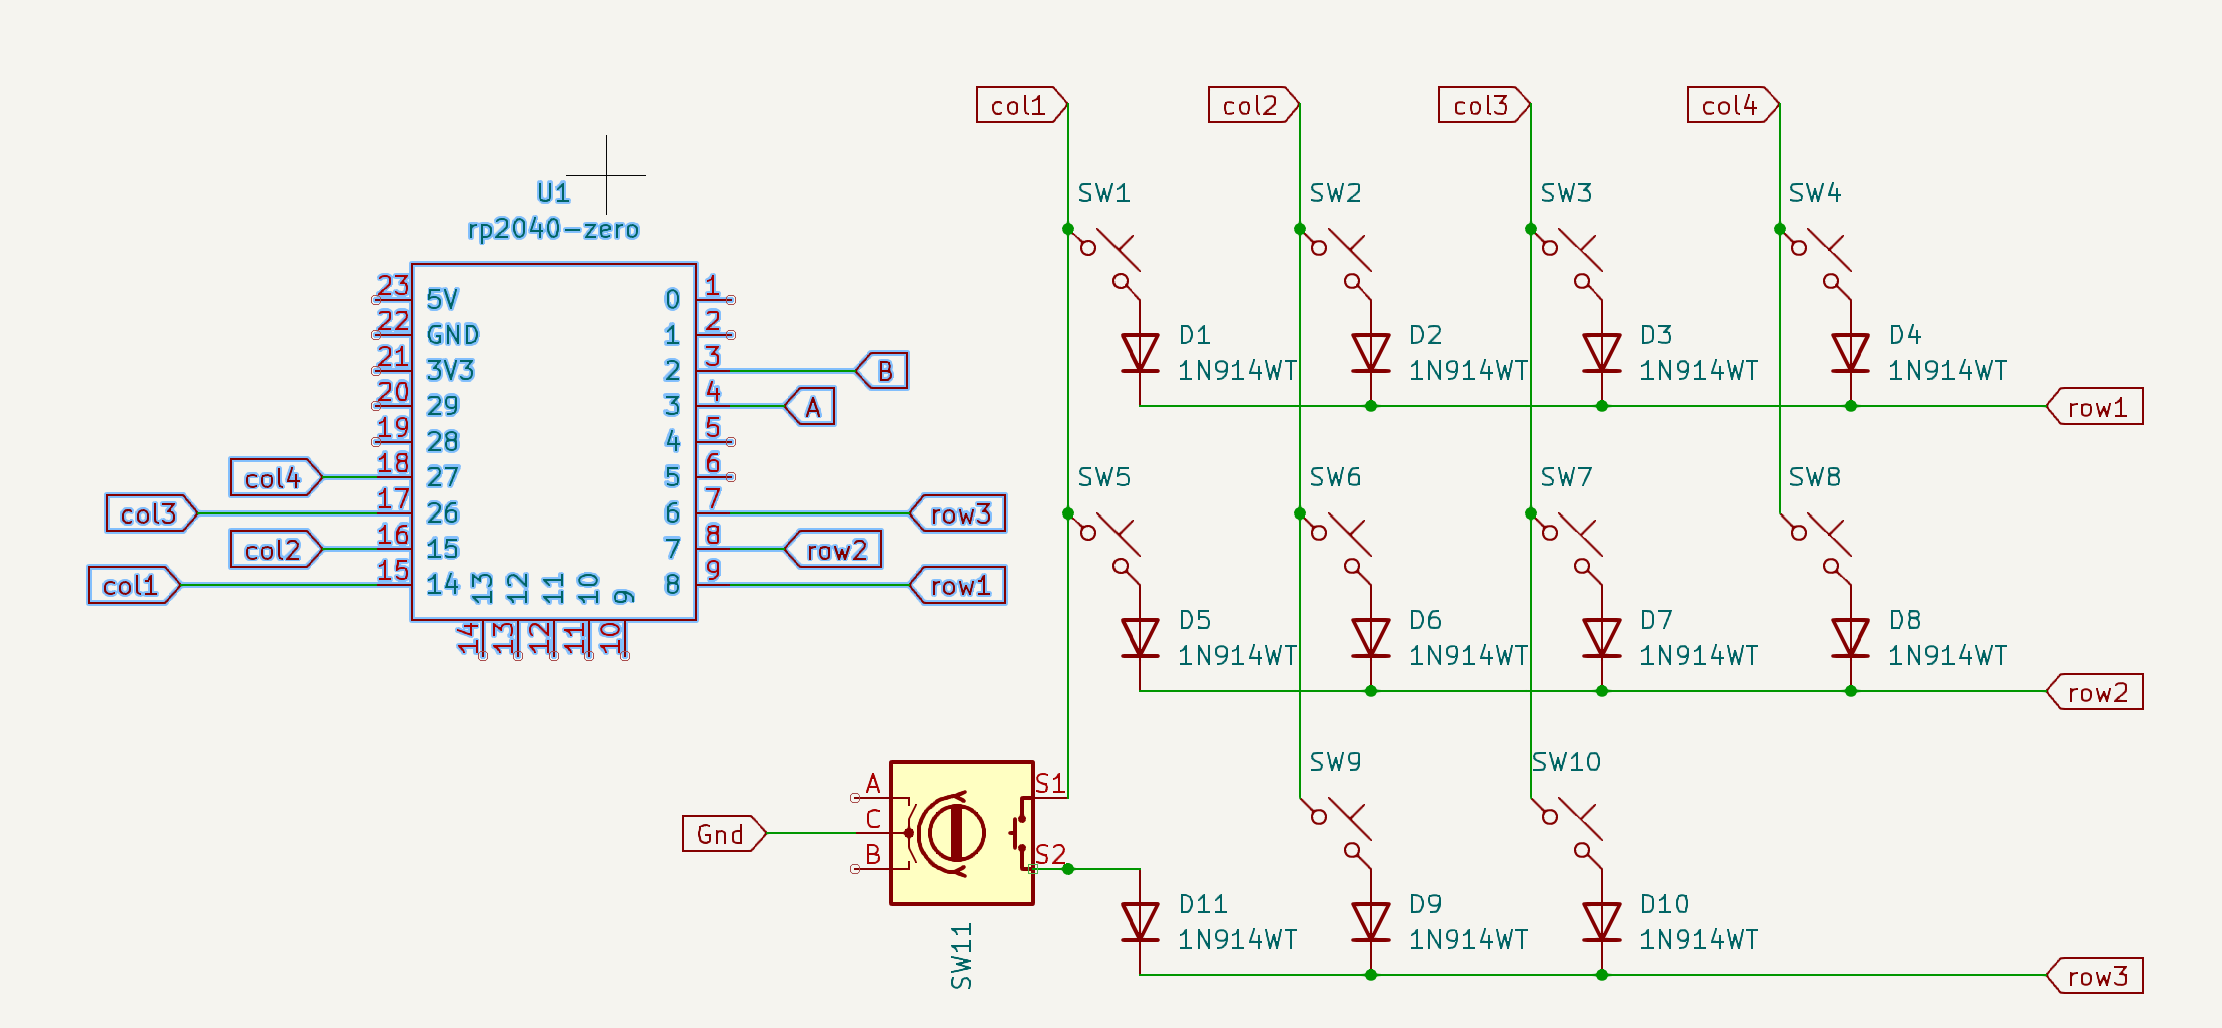 col1
col2
col3
col4
U1
rp2040-zero
SW1
SW2
SW3
SW4
23
5V
0
1
22
GND
1
2
21
3V3
2
3
B
20
29
3
4
A
19
28
4
5
col4
18
27
5
6
col3
17
26
6
7
row3
col2
16
15
7
8
row2
col1
15
14
8
9
row1
13
12
11
10
9
14
13
12
11
10
D1
1N914WT
D2
1N914WT
D3
1N914WT
D4
1N914WT
row1
SW5
SW6
SW7
SW8
D5
1N914WT
D6
1N914WT
D7
1N914WT
D8
1N914WT
row2
SW9
SW10
A
S1
Gnd
C
B
S2
SW11
D11
1N914WT
D9
1N914WT
D10
1N914WT
row3